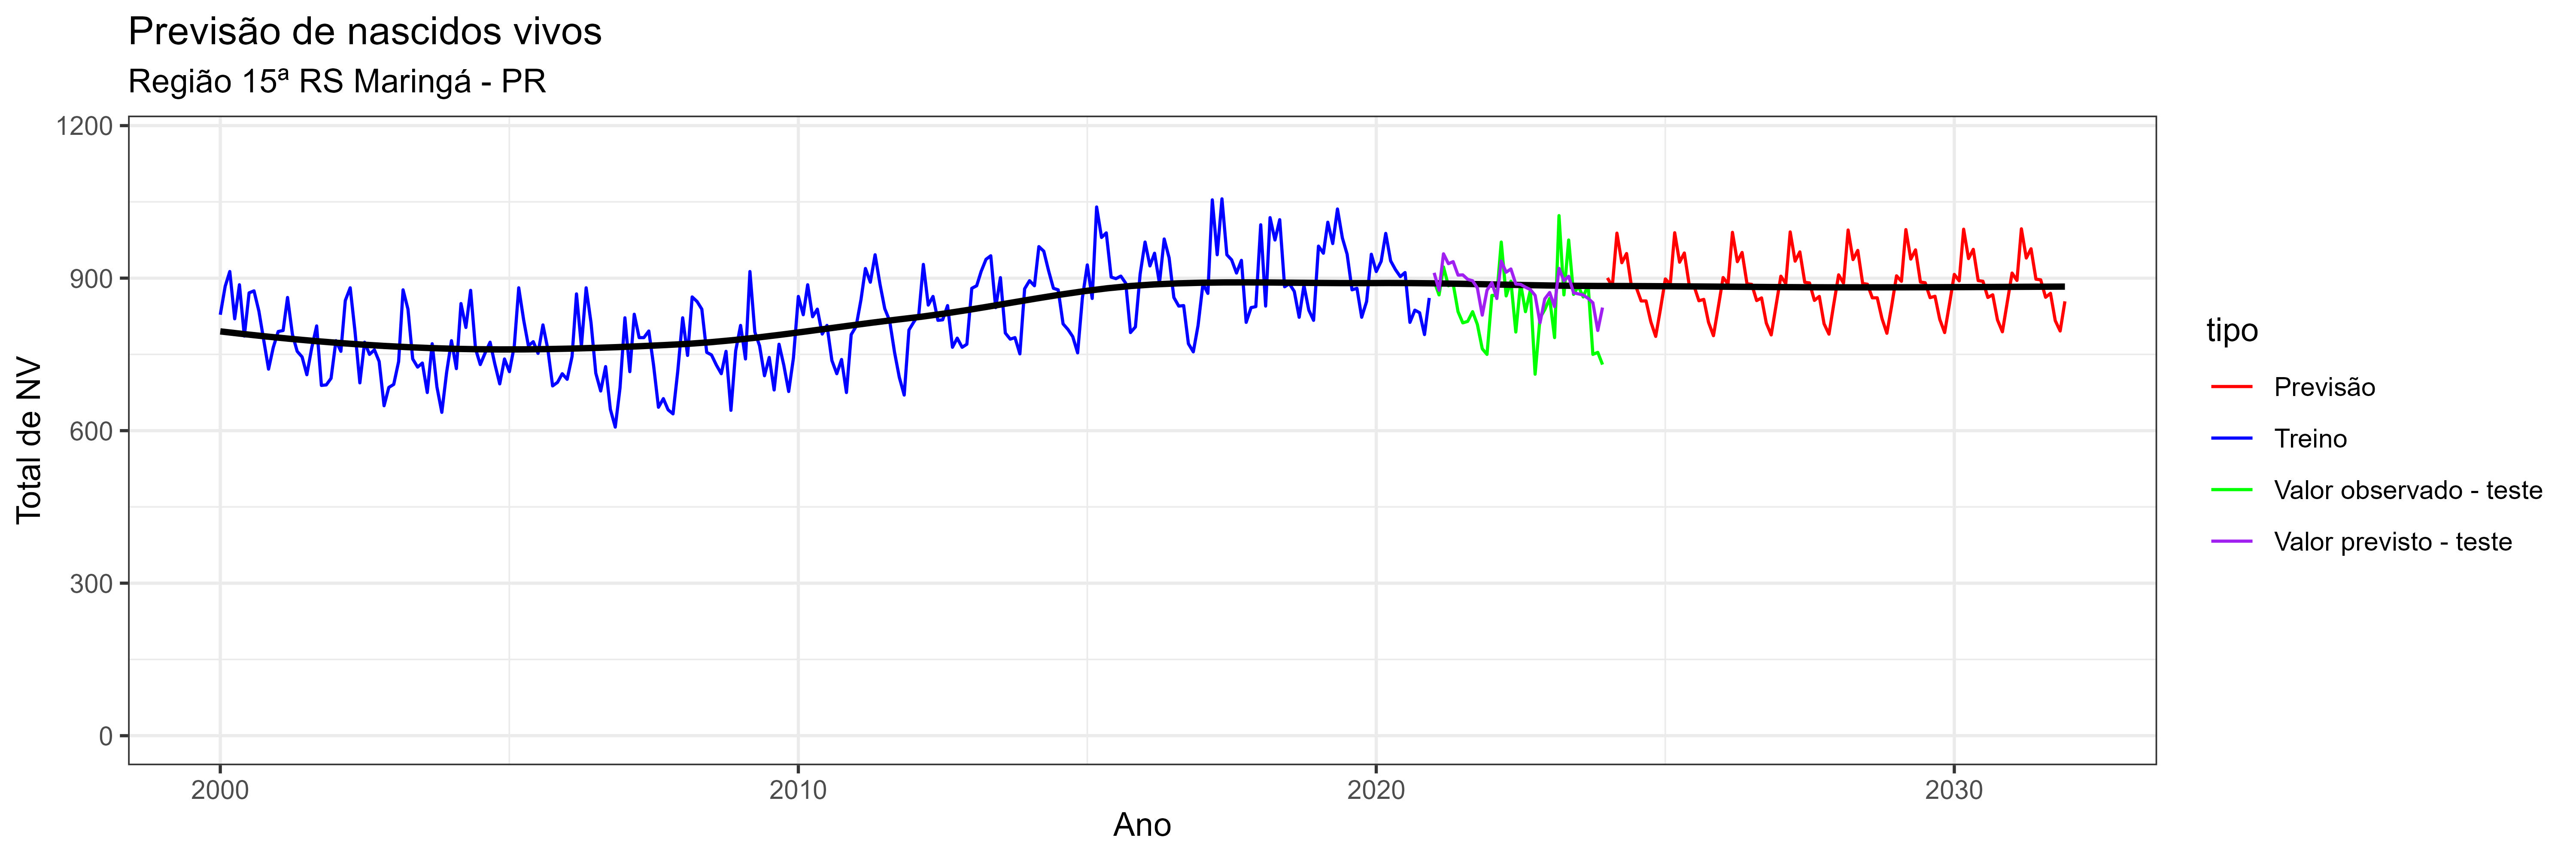 Previsão de nascidos vivos
Região 15ª RS Maringá - PR
Total de NV
1200
900
600
300
0
2000
2010
2020
2030
Ano
tipo
Previsão
Treino
Valor observado - teste
Valor previsto - teste